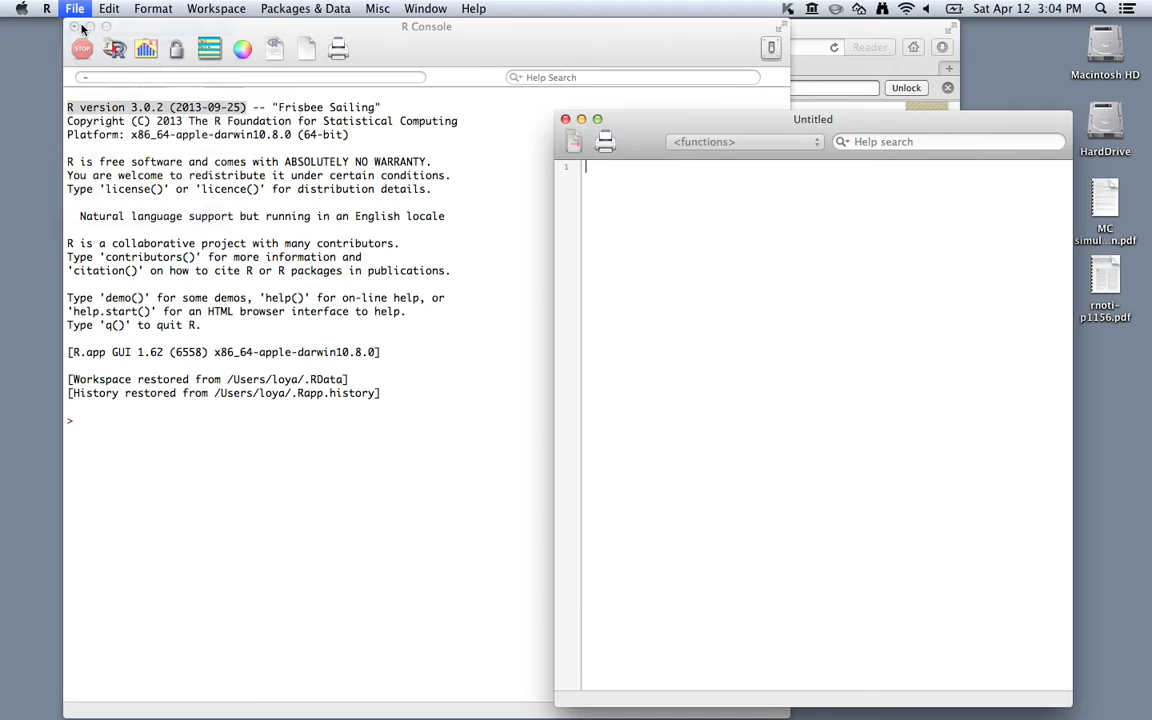 R File Edit Format Workspace Packages & Data Misc Window Help Sat Apr 12 3:04 PM
R Console
Reader
STOP
Help Search
Unlock
R version 3.0.2 (2013-09-25) -- "Frisbee Sailing"
Copyright (C) 2013 The R Foundation for Statistical Computing
Platform: x86_64-apple-darwin10.8.0 (64-bit)
R is free software and comes with ABSOLUTELY NO WARRANTY.
You are welcome to redistribute it under certain conditions.
Type 'license()' or 'licence()' for distribution details.
Natural language support but running in an English locale
R is a collaborative project with many contributors.
Type 'contributors()' for more information and
'citation()' on how to cite R or R packages in publications.
Type 'demo()' for some demos, 'help()' for on-line help, or
'help.start()' for an HTML browser interface to help.
Type 'q()' to quit R.
[R.app GUI 1.62 (6558) x86_64-apple-darwin10.8.0]
[Workspace restored from /Users/loya/.RData]
[History restored from /Users/loya/.Rapp.history]
>
Untitled
<functions>
Help search
1
Macintosh HD
HardDrive
MC
simul...n.pdf
rnoti-
p1156.pdf